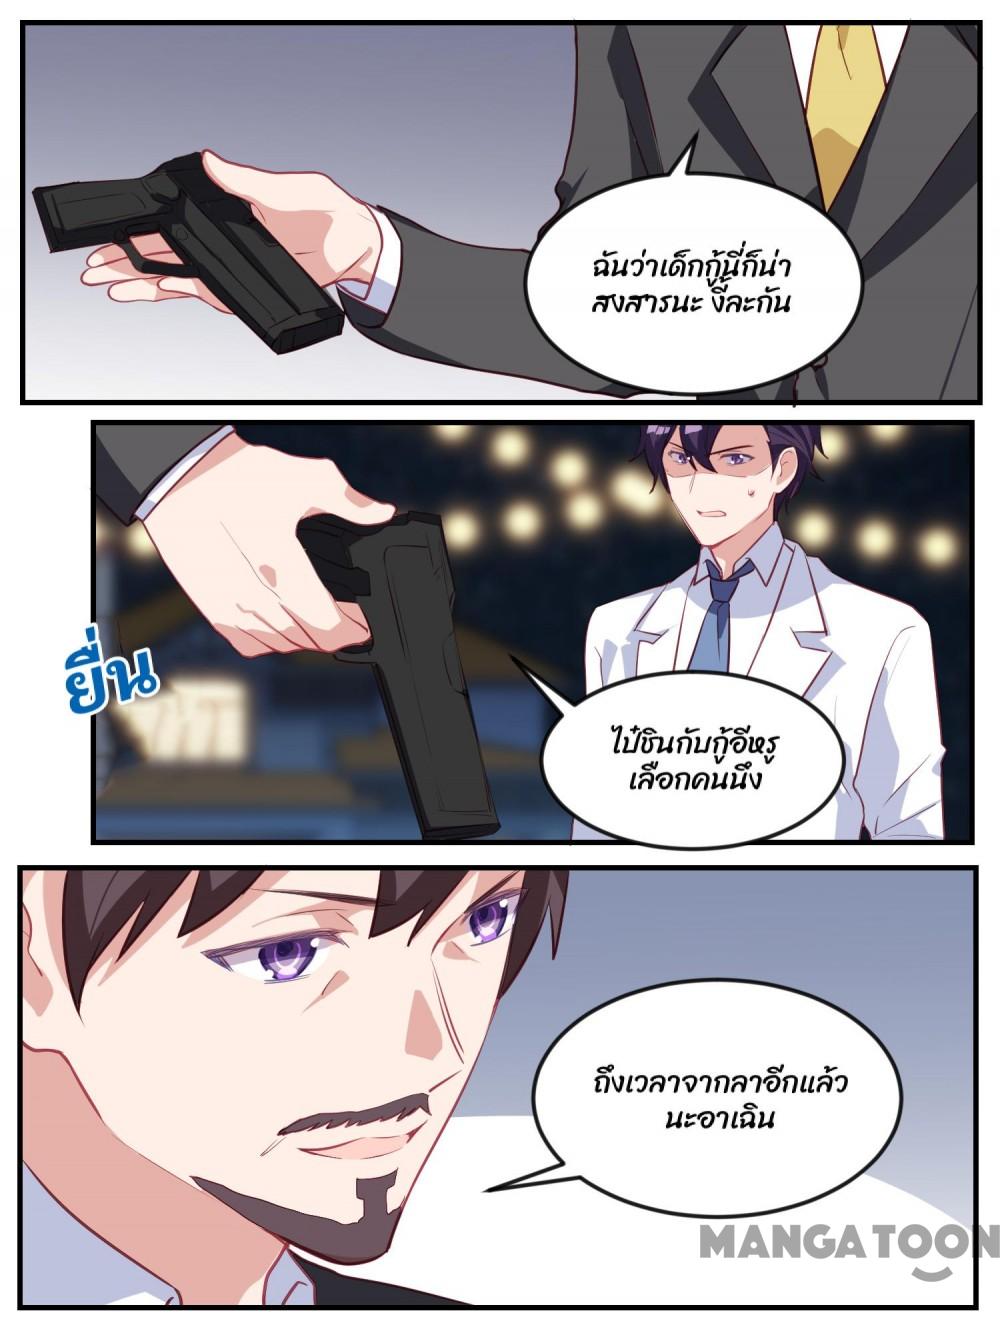 ฉันว่าเด็กกู้นี่ก็น่า
สงสารนะ งี้ละกัน
ยื่น
ไป๋ชินกับกู้อีหรู
เลือกคนนึง
ถึงเวลาจากลาอีกแล้ว
นะอาเฉิน
MANGATOON